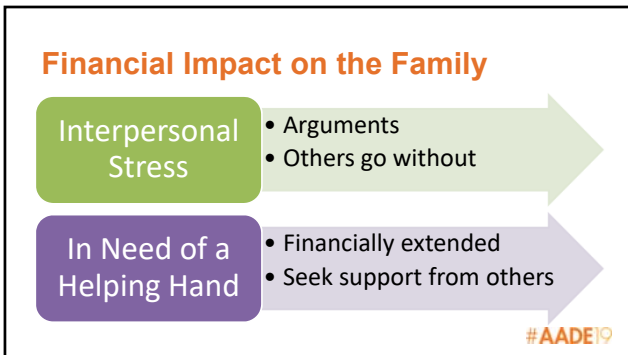 Financial Impact on the Family
Interpersonal
Stress
• Arguments
• Others go without
In Need of a
Helping Hand
• Financially extended
• Seek support from others
#AADE19